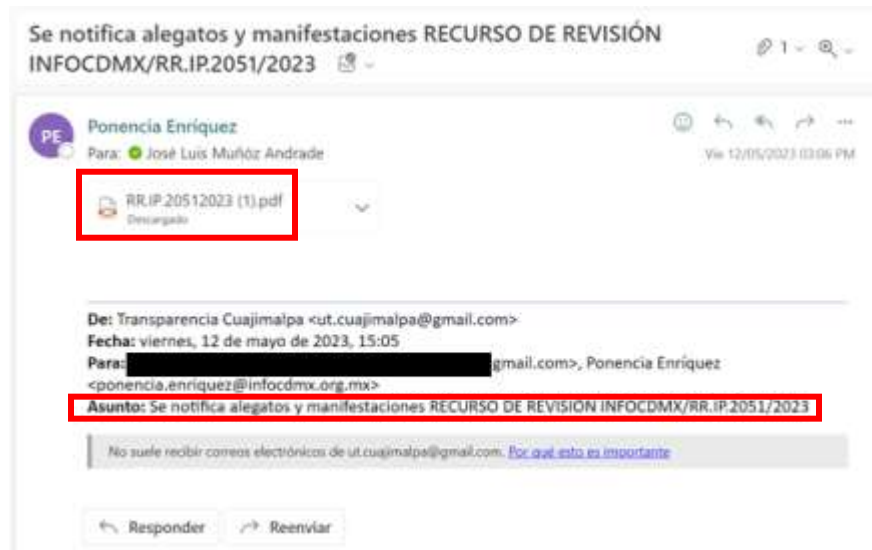 Se notifica alegatos y manifestaciones RECURSO DE REVISIÓN
INFOCDMX/RR.IP.2051/2023
1
PE
Ponencia Enríquez
Para: José Luis Muñoz Andrade
Vie 12/05/2023 03:06 PM
RR.IP.20512023 (1).pdf
Descargado
De: Transparencia Cuajimalpa <ut.cuajimalpa@gmail.com>
Fecha: viernes, 12 de mayo de 2023, 15:05
Para: gmail.com>, Ponencia Enríquez
<ponencia.enriquez@infocdmx.org.mx>
Asunto: Se notifica alegatos y manifestaciones RECURSO DE REVISIÓN INFOCDMX/RR.IP.2051/2023
No suele recibir correos electrónicos de ut.cuajimalpa@gmail.com. Por qué esto es importante
Responder Reenviar